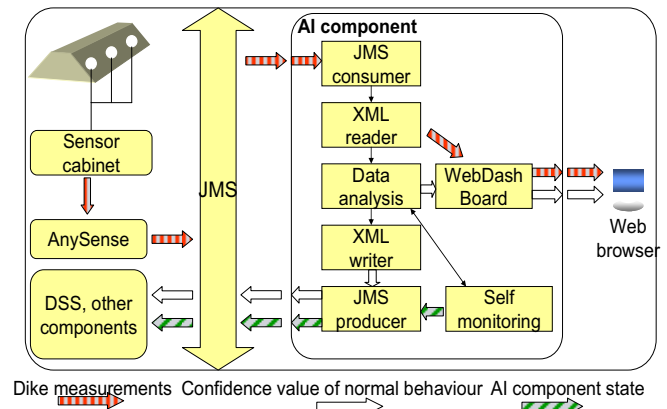 AI component
JMS
consumer
XML
reader
Sensor
cabinet
JMS
Data
analysis
WebDash
Board
Web
browser
AnySense
XML
writer
DSS, other
components
JMS
producer
Self
monitoring
Dike measurements
Confidence value of normal behaviour
AI component state